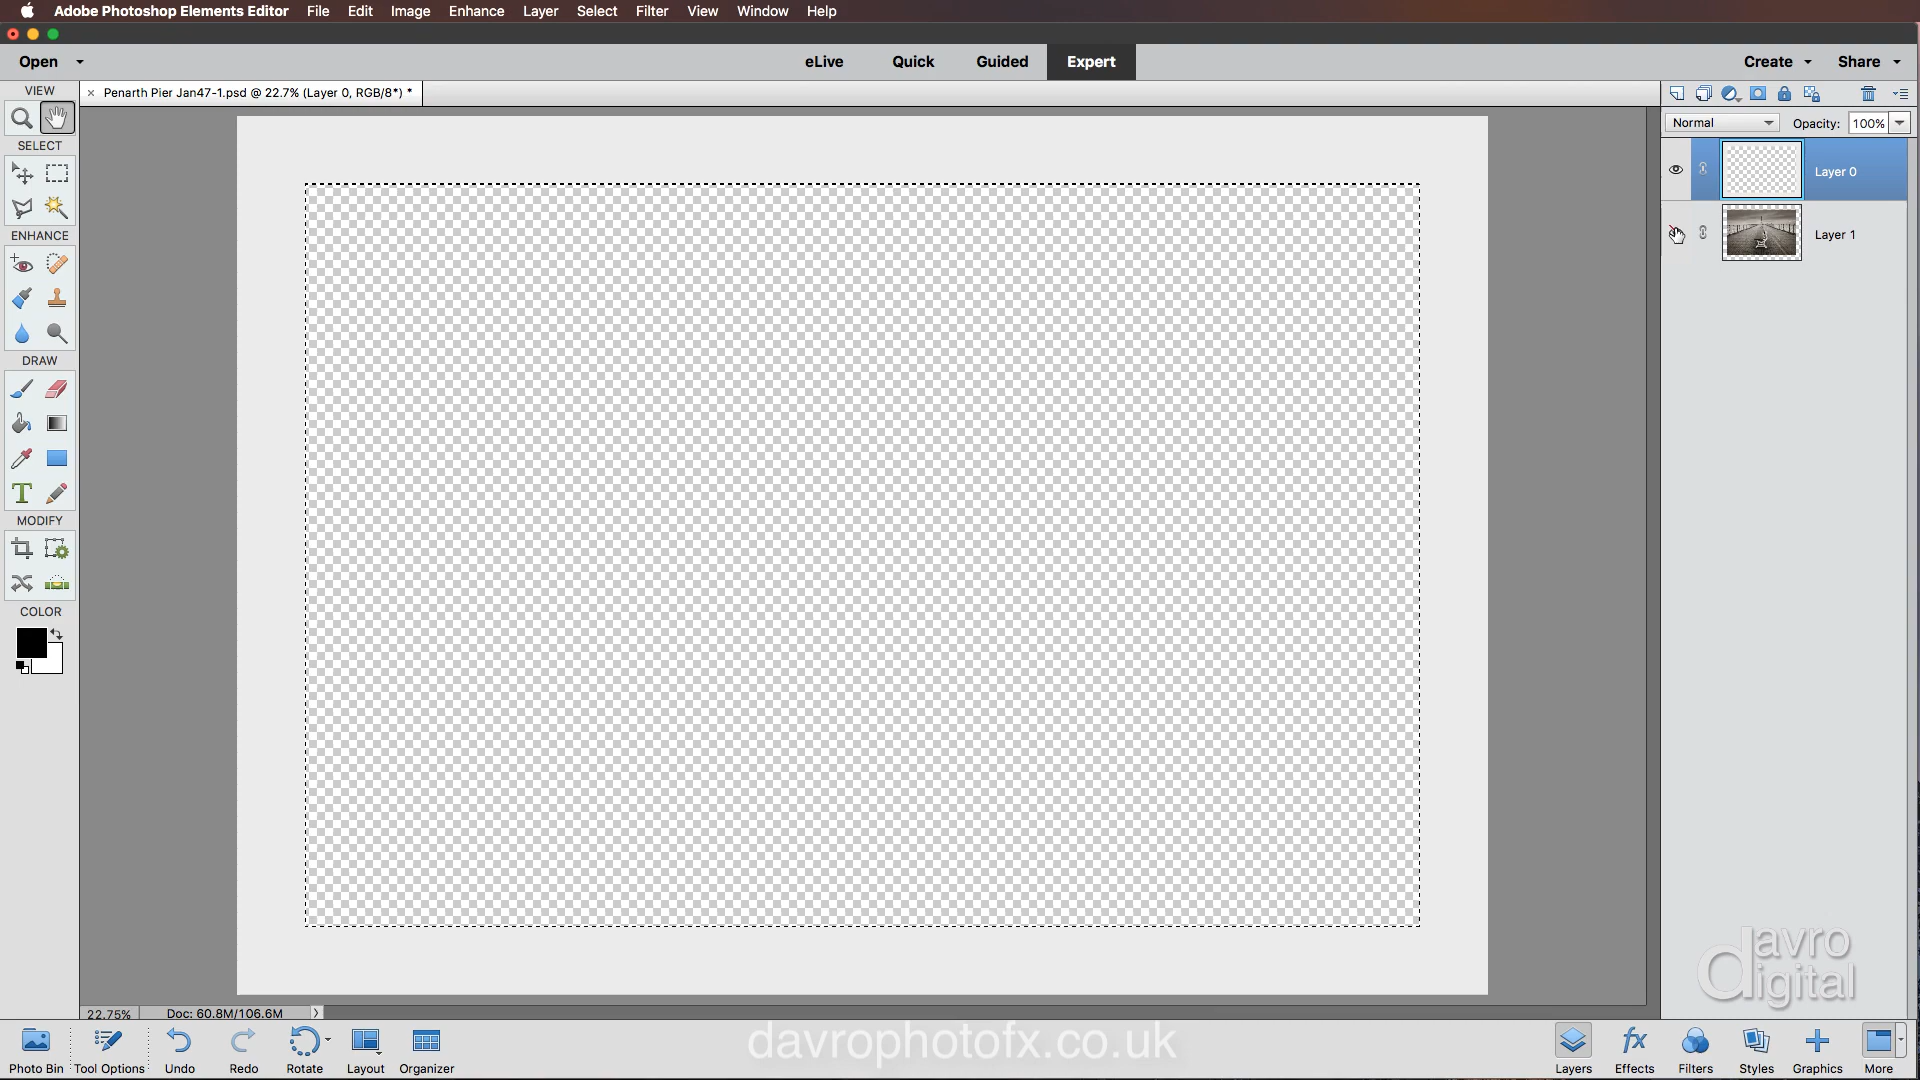 Adobe Photoshop Elements Editor File Edit Image Enhance Layer Select Filter View Window Help
Open eLive Quick Guided Expert Create Share
VIEW
× Penarth Pier Jan47-1.psd @ 22.7% (Layer 0, RGB/8*) *
Normal Opacity: 100%
SELECT
Layer 0
ENHANCE
Layer 1
DRAW
T
MODIFY
COLOR
davro
digital
22.75% Doc: 60.8M/106.6M
davrophotofx.co.uk
fx
Photo Bin Tool Options Undo Redo Rotate Layout Organizer Layers Effects Filters Styles Graphics More